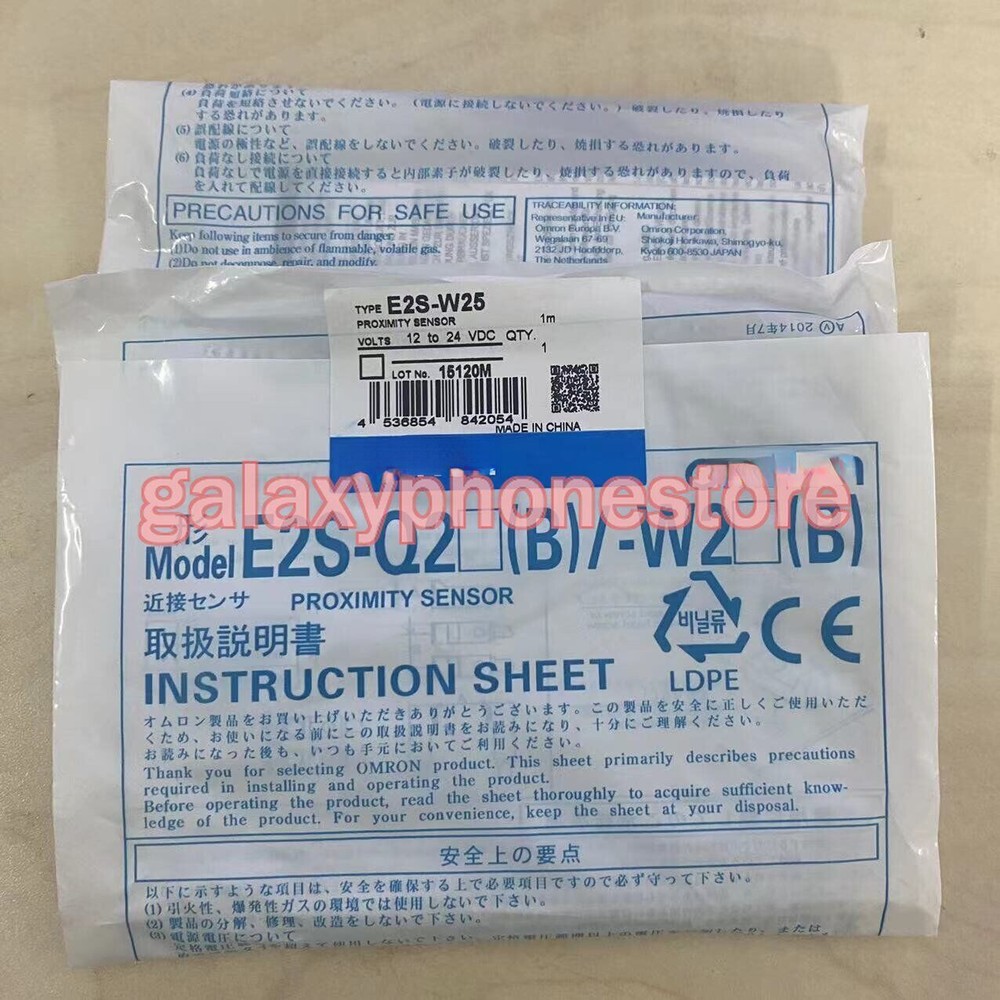 (4) 負荷短絡について
負荷を短絡させないでください。(電源に接続しないでください。)破裂したり、焼損したり
する恐れがあります。
(5) 誤配線について
電源の極性など、誤配線をしないでください。破裂したり、焼損する恐れがあります。
(6) 負荷なし接続について
負荷なしで電源を直接接続すると内部素子が破裂したり、焼損する恐れがありますので、負荷
を入れて配線してください。
PRECAUTIONS FOR SAFE USE
Keep following items to secure from danger.
(1)Do not use in ambience of flammable, volatile gas.
(2)Do not decompose, repair, and modify.
TRACEABILITY INFORMATION:
Representative in EU: Manufacturer:
Omron Europe B.V. Omron Corporation,
Wegalaan 67-69 Shiokoji Horikawa, Shimogyo-ku,
2132 JD Hoofddorp, Kyoto 600-8530 JAPAN
The Netherlands
TYPE E2S-W25
PROXIMITY SENSOR 1m
VOLTS 12 to 24 VDC QTY.
1
LOT No. 15120M
4 536854 842054
MADE IN CHINA
A Ⓥ 2014年7月
galaxyphonestore
Model E2S-Q2□(B)/-W2□(B)
近接センサ PROXIMITY SENSOR
取扱説明書
INSTRUCTION SHEET
비닐류
LDPE
CE
オムロン製品をお買い上げいただきありがとうございます。この製品を安全に正しくご使用いただ
くため、お使いになる前にこの取扱説明書をお読みになり、十分にご理解ください。
お読みになった後も、いつも手元においてご利用ください。
Thank you for selecting OMRON product. This sheet primarily describes precautions
required in installing and operating the product.
Before operating the product, read the sheet thoroughly to acquire sufficient know-
ledge of the product. For your convenience, keep the sheet at your disposal.
安全上の要点
以下に示すような項目は、安全を確保する上で必要項目ですので必ず守って下さい。
(1) 引火性、爆発性ガスの環境では使用しないで下さい。
(2) 製品の分解、修理、改造をしないで下さい。
(3) 電源電圧について